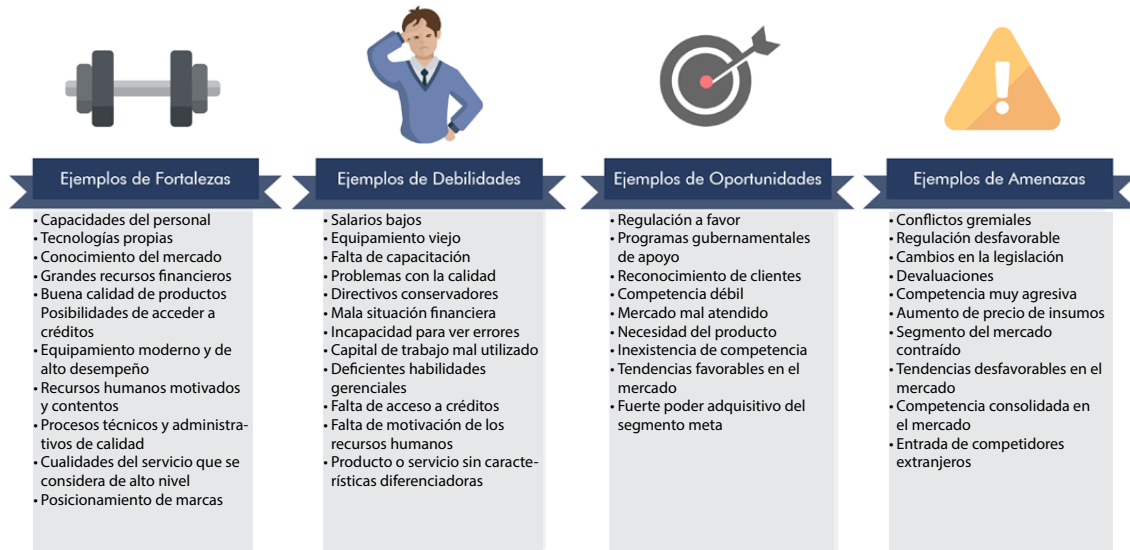 Ejemplos de Fortalezas
• Capacidades del personal
• Tecnologías propias
• Conocimiento del mercado
• Grandes recursos financieros
• Buena calidad de productos
Posibilidades de acceder a
créditos
• Equipamiento moderno y de
alto desempeño
• Recursos humanos motivados
y contentos
• Procesos técnicos y administra-
tivos de calidad
• Cualidades del servicio que se
considera de alto nivel
• Posicionamiento de marcas
Ejemplos de Debilidades
• Salarios bajos
• Equipamiento viejo
• Falta de capacitación
• Problemas con la calidad
• Directivos conservadores
• Mala situación financiera
• Incapacidad para ver errores
• Capital de trabajo mal utilizado
• Deficientes habilidades
gerenciales
• Falta de acceso a créditos
• Falta de motivación de los
recursos humanos
• Producto o servicio sin caracte-
rísticas diferenciadoras
Ejemplos de Oportunidades
• Regulación a favor
• Programas gubernamentales
de apoyo
• Reconocimiento de clientes
• Competencia débil
• Mercado mal atendido
• Necesidad del producto
• Inexistencia de competencia
• Tendencias favorables en el
mercado
• Fuerte poder adquisitivo del
segmento meta
Ejemplos de Amenazas
• Conflictos gremiales
• Regulación desfavorable
• Cambios en la legislación
• Devaluaciones
• Competencia muy agresiva
• Aumento de precio de insumos
• Segmento del mercado
contraído
• Tendencias desfavorables en el
mercado
• Competencia consolidada en
el mercado
• Entrada de competidores
extranjeros